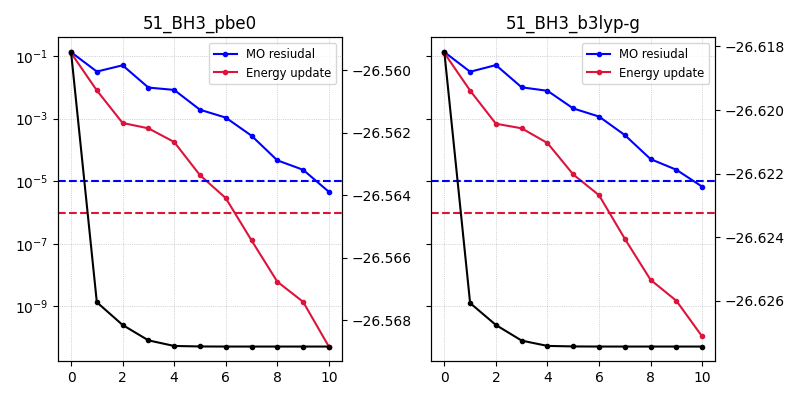 51_BH3_pbe0
51_BH3_b3lyp-g
MO resiudal
Energy update
MO resiudal
Energy update
10⁻¹
10⁻³
10⁻⁵
10⁻⁷
10⁻⁹
−26.560
−26.562
−26.564
−26.566
−26.568
−26.618
−26.620
−26.622
−26.624
−26.626
0 2 4 6 8 10
0 2 4 6 8 10